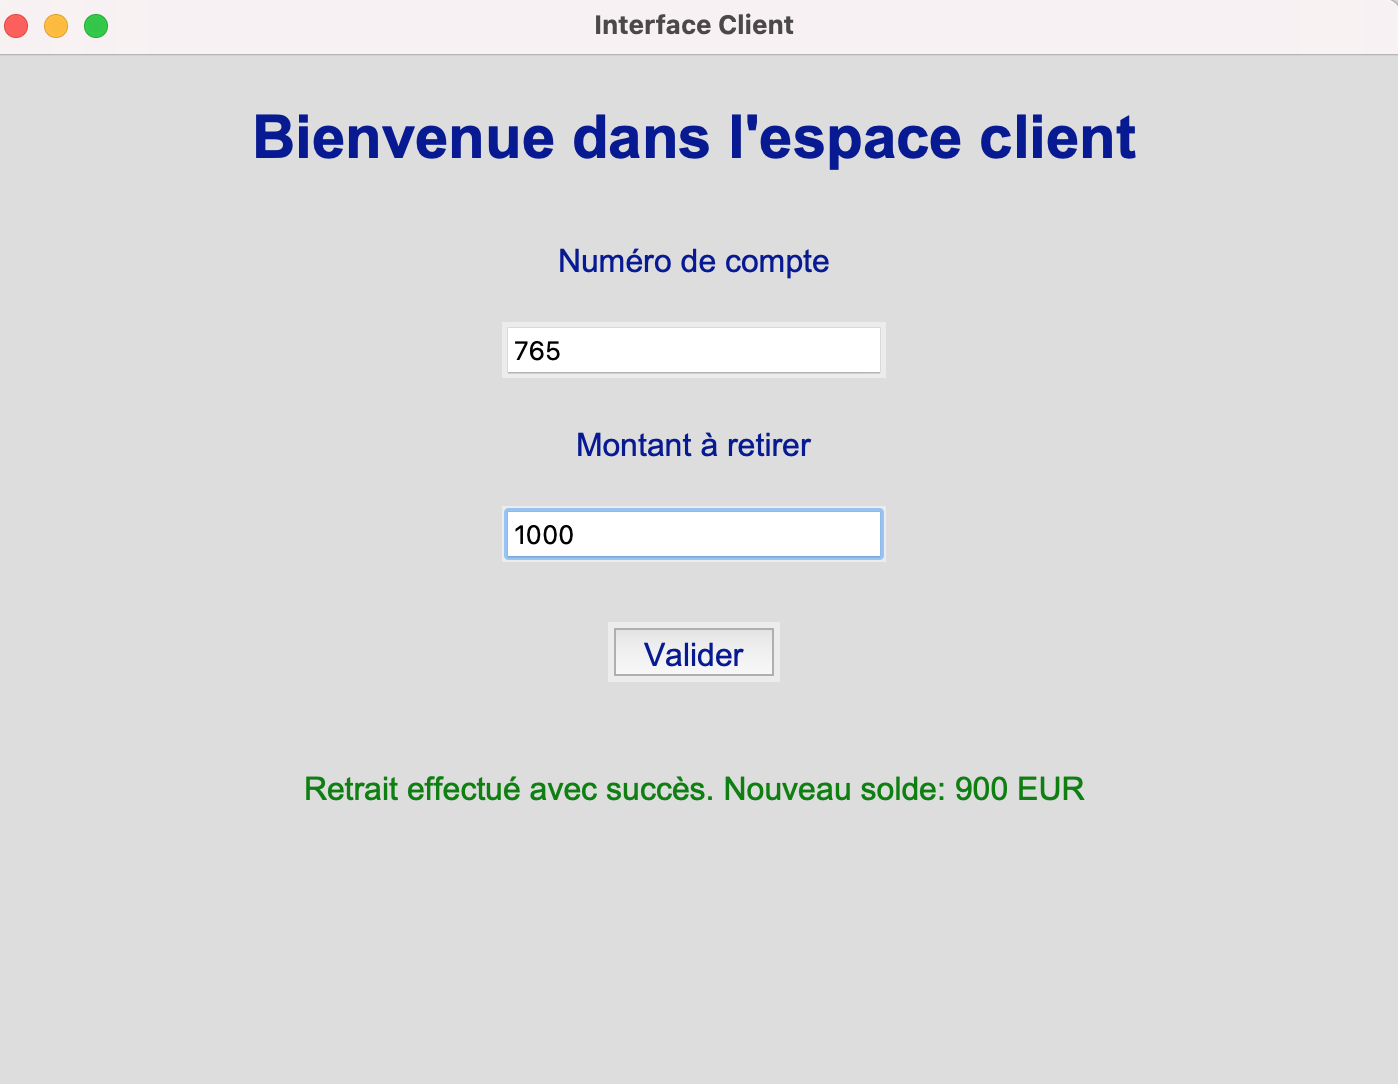 Interface Client
Bienvenue dans l'espace client
Numéro de compte
765
Montant à retirer
1000
Valider
Retrait effectué avec succès. Nouveau solde: 900 EUR